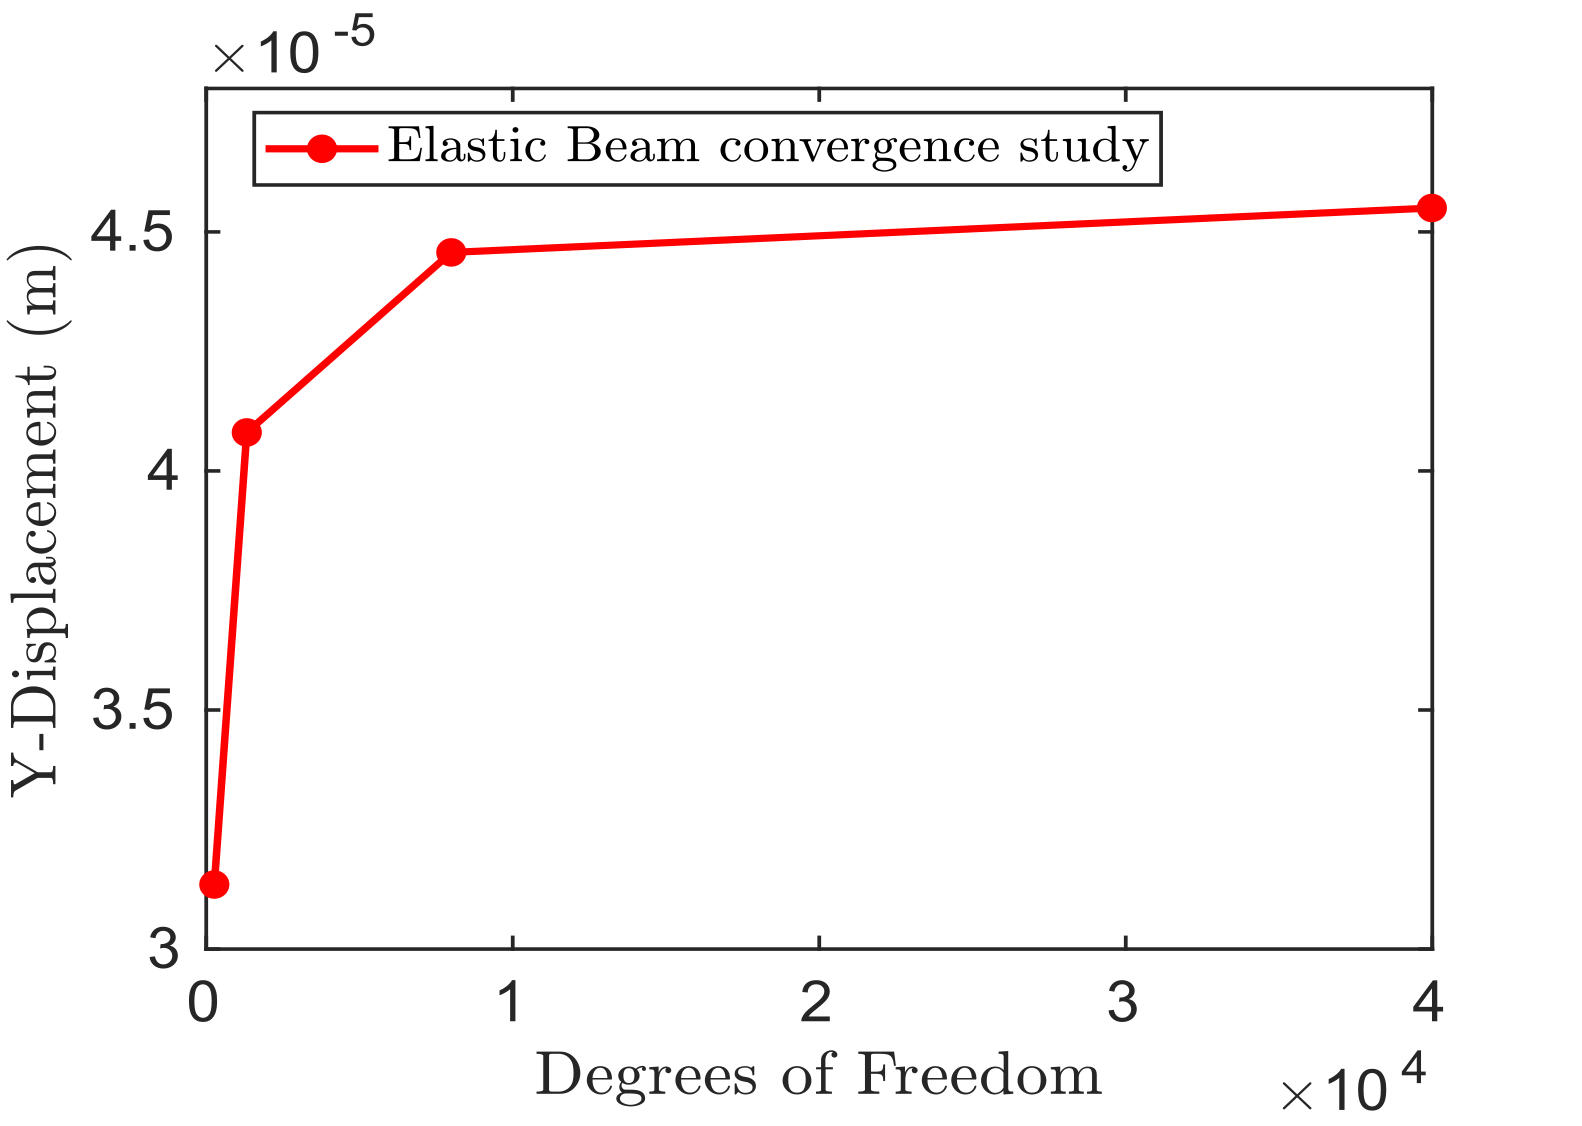 ×10 -5
Elastic Beam convergence study
4.5
4
3.5
3
Y-Displacement (m)
0 1 2 3 4
Degrees of Freedom
×10 4